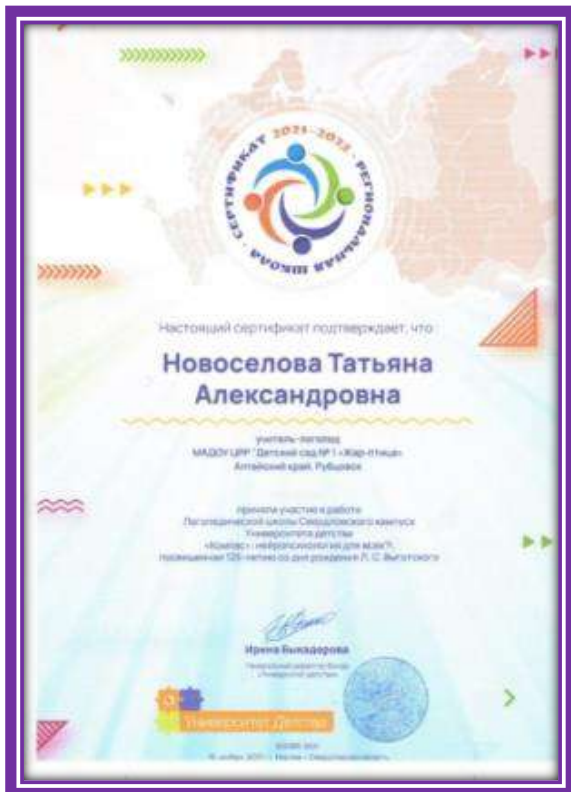 СЕРТИФИКАТ 2021-2022 · РЕГИОНАЛЬНАЯ ШКОЛА ·
Настоящий сертификат подтверждает, что:
Новоселова Татьяна
Александровна
учитель-логопед
МАДОУ ЦРР "Детский сад № 1 «Жар-птица»
Алтайский край, Рубцовск
приняла участие в работе
Логопедической школы Свердловского кампуса
Университета детства
«Компас»: нейропсихология для всех"!,
посвященная 125-летию со дня рождения Л. С. Выготского
Ирина Выкадорова
Университет Детства